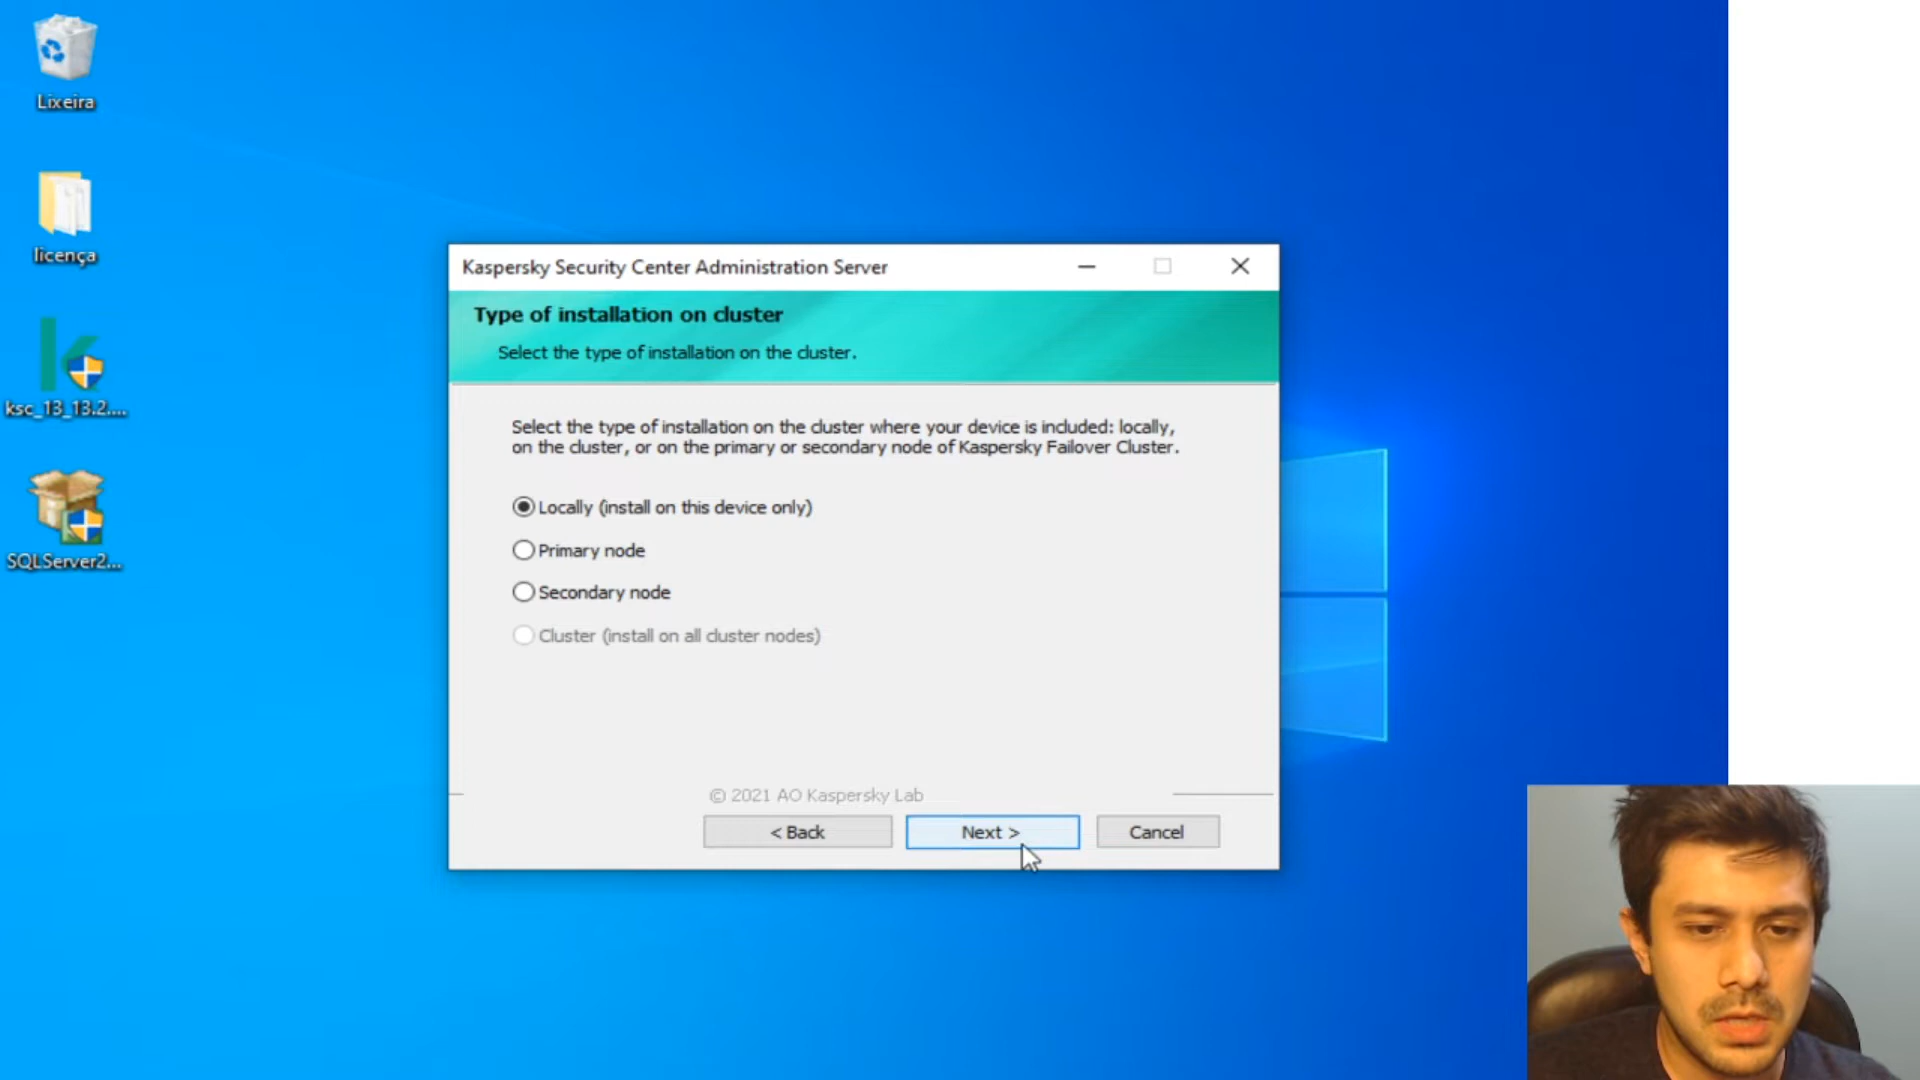 Lixeira
licença
ksc_13_13.2....
SQLServer2...
Kaspersky Security Center Administration Server
Type of installation on cluster
Select the type of installation on the cluster.
Select the type of installation on the cluster where your device is included: locally,
on the cluster, or on the primary or secondary node of Kaspersky Failover Cluster.
Locally (install on this device only)
Primary node
Secondary node
Cluster (install on all cluster nodes)
© 2021 AO Kaspersky Lab
< Back
Next >
Cancel